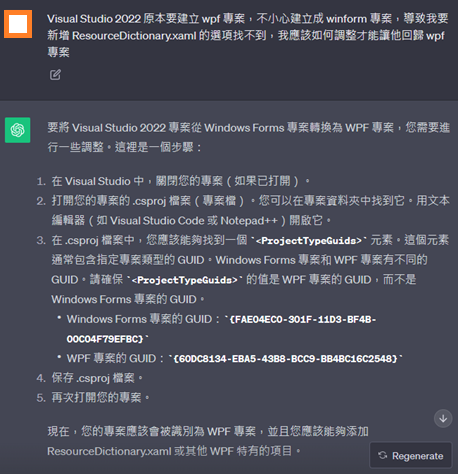 Visual Studio 2022 原本要建立 wpf 專案，不小心建立成 winform 專案，導致我要
新增 ResourceDictionary.xaml 的選項找不到，我應該如何調整才能讓他回歸 wpf
專案
要將 Visual Studio 2022 專案從 Windows Forms 專案轉換為 WPF 專案，您需要進
行一些調整。這裡是一個步驟：
1. 在 Visual Studio 中，關閉您的專案（如果已打開）。
2. 打開您的專案的 .csproj 檔案（專案檔）。您可以在專案資料夾中找到它。用文本
編輯器（如 Visual Studio Code 或 Notepad++）開啟它。
3. 在 .csproj 檔案中，您應該能夠找到一個 `<ProjectTypeGuids>` 元素。這個元素
通常包含指定專案類型的 GUID。Windows Forms 專案和 WPF 專案有不同的
GUID。請確保 `<ProjectTypeGuids>` 的值是 WPF 專案的 GUID，而不是
Windows Forms 專案的 GUID。
• Windows Forms 專案的 GUID：`{FAE04EC0-301F-11D3-BF4B-
00C04F79EFBC}`
• WPF 專案的 GUID：`{60DC8134-EBA5-43B8-BCC9-BB4BC16C2548}`
4. 保存 .csproj 檔案。
5. 再次打開您的專案。
現在，您的專案應該會被識別為 WPF 專案，並且您應該能夠添加
ResourceDictionary.xaml 或其他 WPF 特有的項目。
Regenerate